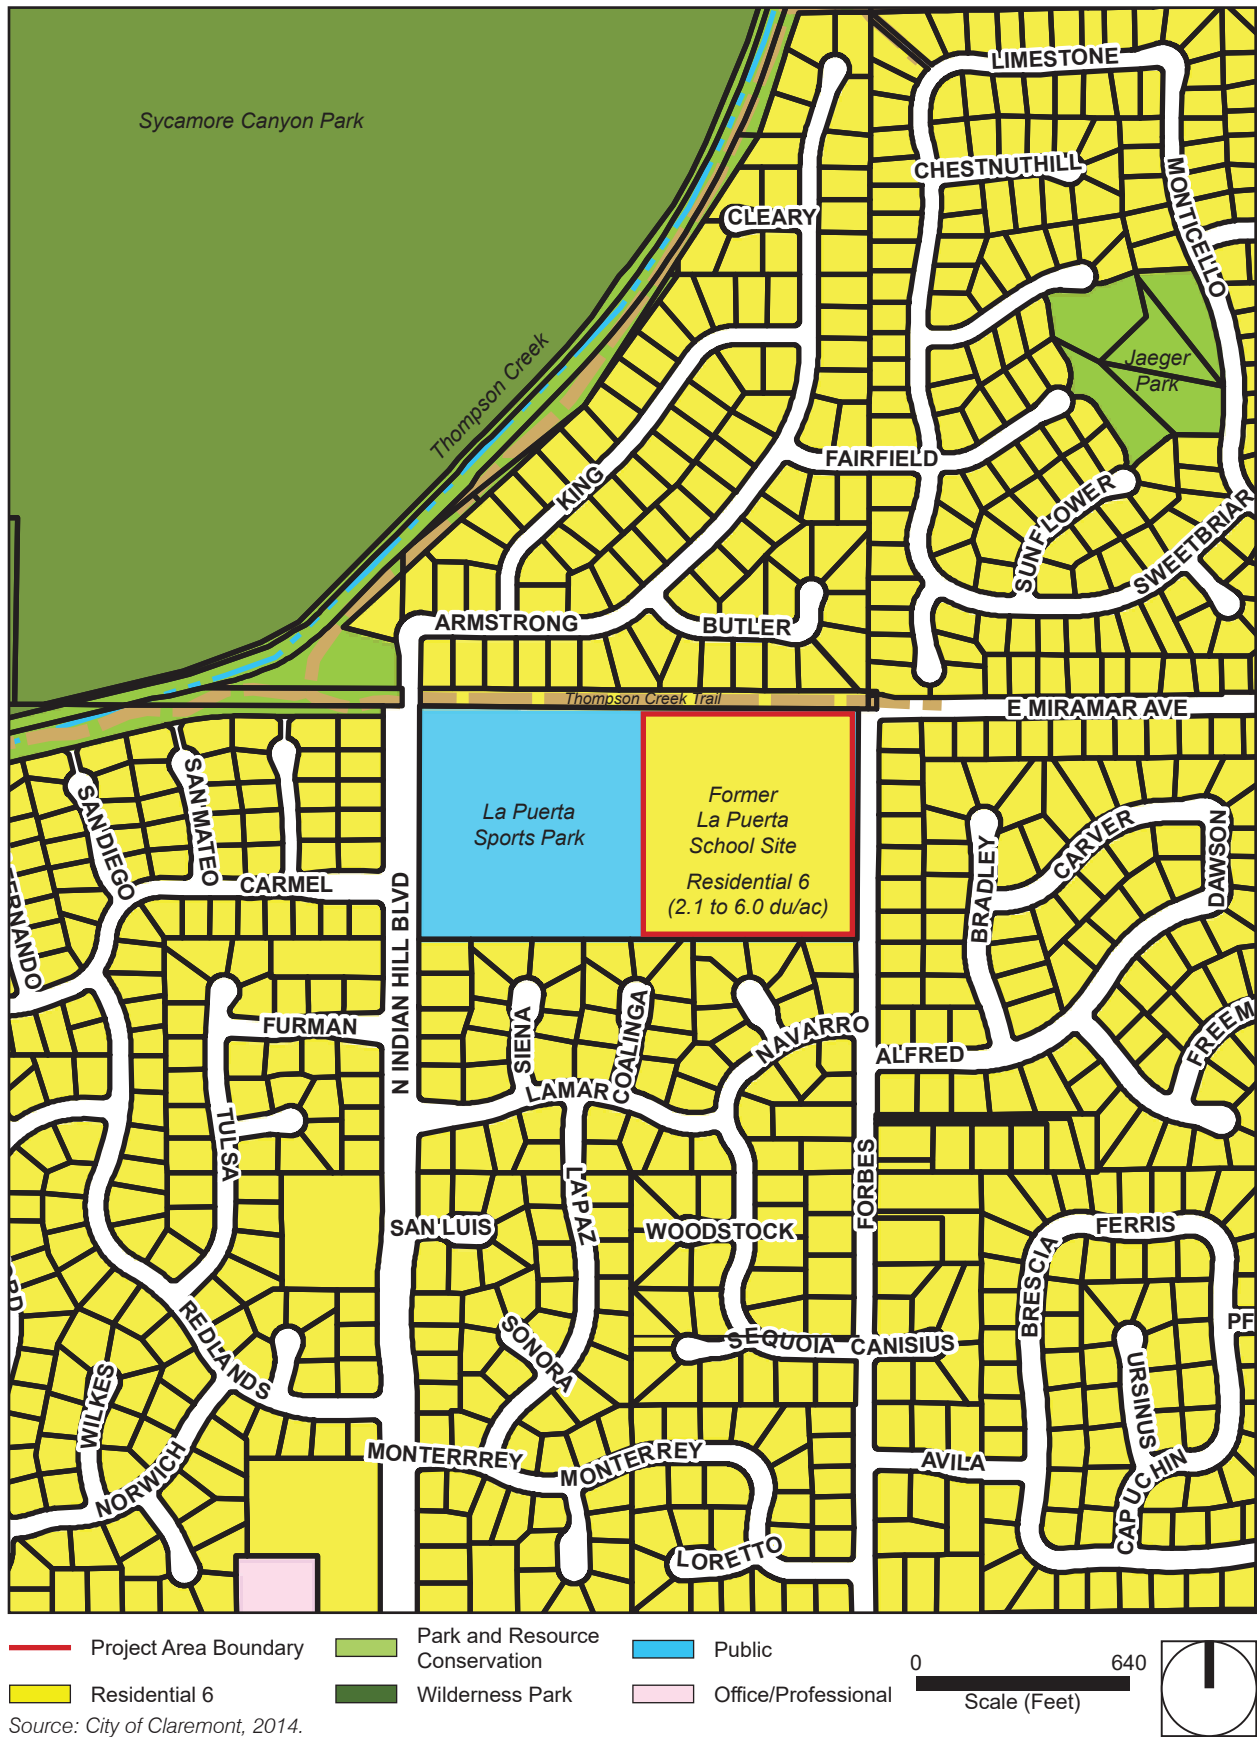 Sycamore Canyon Park
LIMESTONE
CHESTNUTHILL
MONTICELLO
CLEARY
Thompson Creek
Jaeger
Park
KING
FAIRFIELD
SUNFLOWER
SWEETBRIAR
ARMSTRONG
BUTLER
Thompson Creek Trail
E MIRAMAR AVE
SAN DIEGO
SAN MATEO
CARMEL
N INDIAN HILL BLVD
La Puerta
Sports Park
Former
La Puerta
School Site
Residential 6
(2.1 to 6.0 du/ac)
BRADLEY
CARVER
DAWSON
ERNANDO
FURMAN
SIENA
COALINGA
NAVARRO
ALFRED
FREEM
LAMAR
TULSA
LA PAZ
FORBES
SAN LUIS
WOODSTOCK
FERRIS
BRESCIA
REDLANDS
SONORA
SEQUOIA
CANISIUS
PF
URSINUS
WILKES
NORWICH
MONTERRREY
MONTERREY
AVILA
CAPUCHIN
LORETTO
Project Area Boundary
Park and Resource
Conservation
Public
0 640
Residential 6
Wilderness Park
Office/Professional
Scale (Feet)
Source: City of Claremont, 2014.